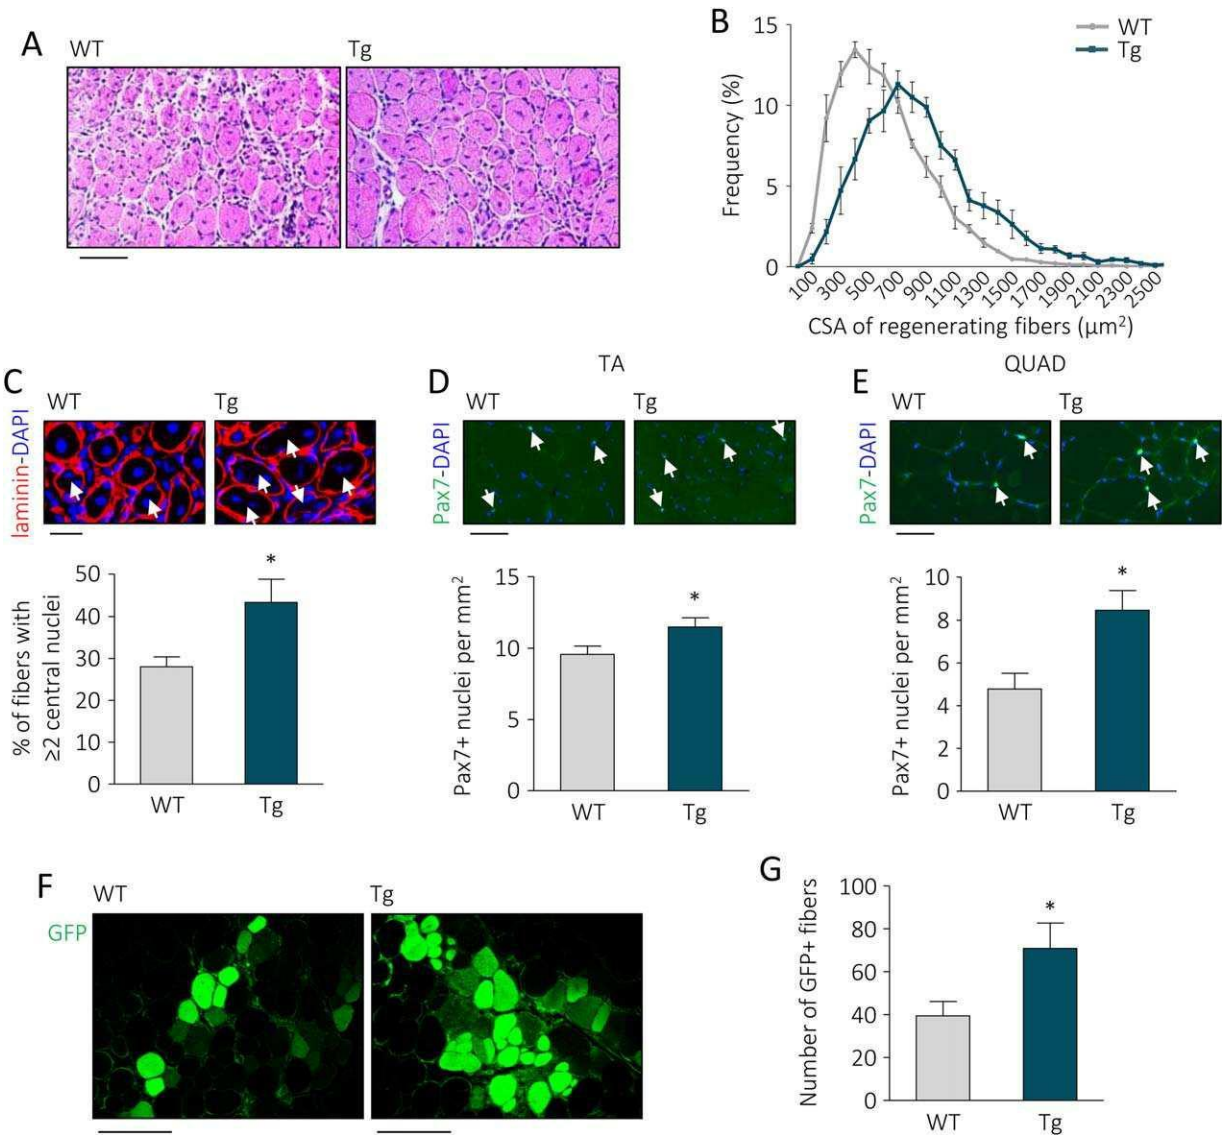 A
WT
Tg
B
15
10
5
0
Frequency (%)
WT
Tg
100
300
500
700
900
1100
1300
1500
1700
1900
2100
2300
2500
CSA of regenerating fibers (µm²)
C
WT
Tg
laminin-DAPI
50
40
30
20
10
0
% of fibers with
≥2 central nuclei
*
WT
Tg
TA
D
WT
Tg
Pax7-DAPI
15
10
5
0
Pax7+ nuclei per mm²
*
WT
Tg
QUAD
E
WT
Tg
Pax7-DAPI
10
8
6
4
2
0
Pax7+ nuclei per mm²
*
WT
Tg
F
WT
Tg
GFP
G
100
80
60
40
20
0
Number of GFP+ fibers
*
WT
Tg